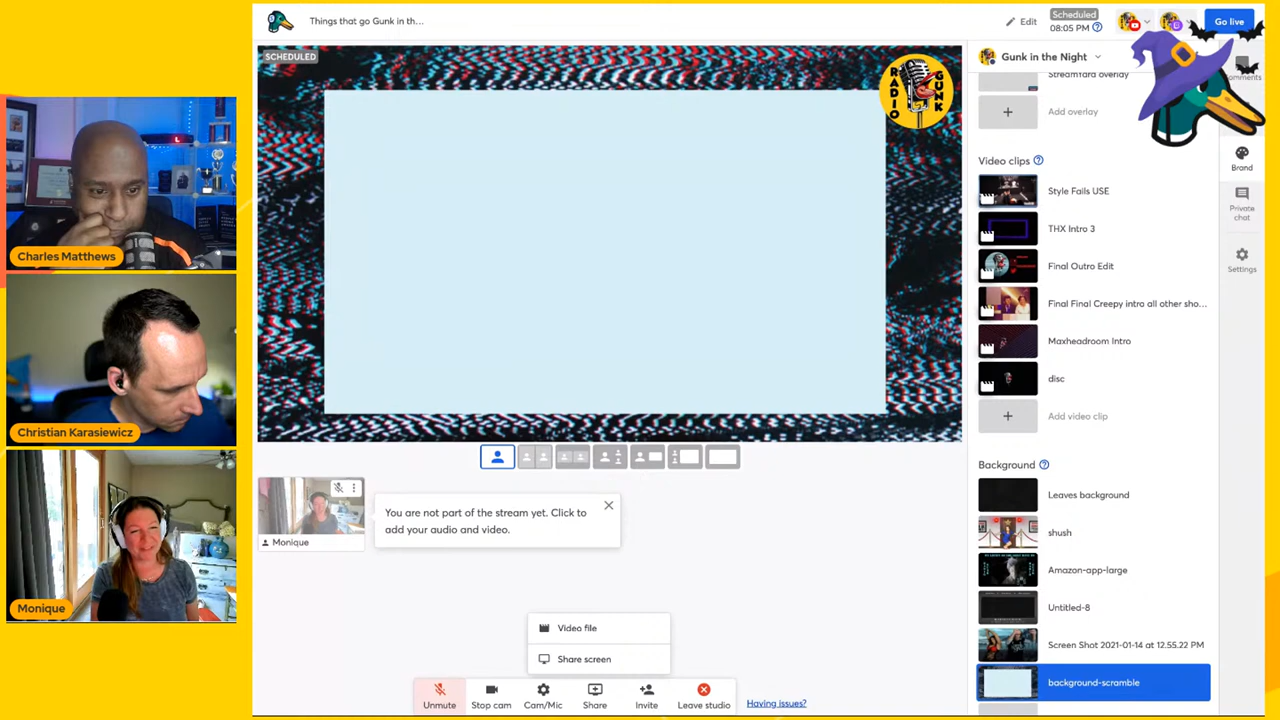 Things that go Gunk in th...
Edit
Scheduled
08:05 PM
Go live
SCHEDULED
RADIO
GUNK
Gunk in the Night
Comments
Streamyard overlay
Add overlay
Video clips
Style Fails USE
THX Intro 3
Final Outro Edit
Final Final Creepy intro all other sho...
Maxheadroom Intro
disc
Add video clip
Background
Leaves background
shush
Amazon-app-large
Untitled-8
Screen Shot 2021-01-14 at 12.55.22 PM
background-scramble
Brand
Private
chat
Settings
Charles Matthews
Christian Karasiewicz
Monique
You are not part of the stream yet. Click to
add your audio and video.
Monique
Video file
Share screen
Unmute
Stop cam
Cam/Mic
Share
Invite
Leave studio
Having issues?